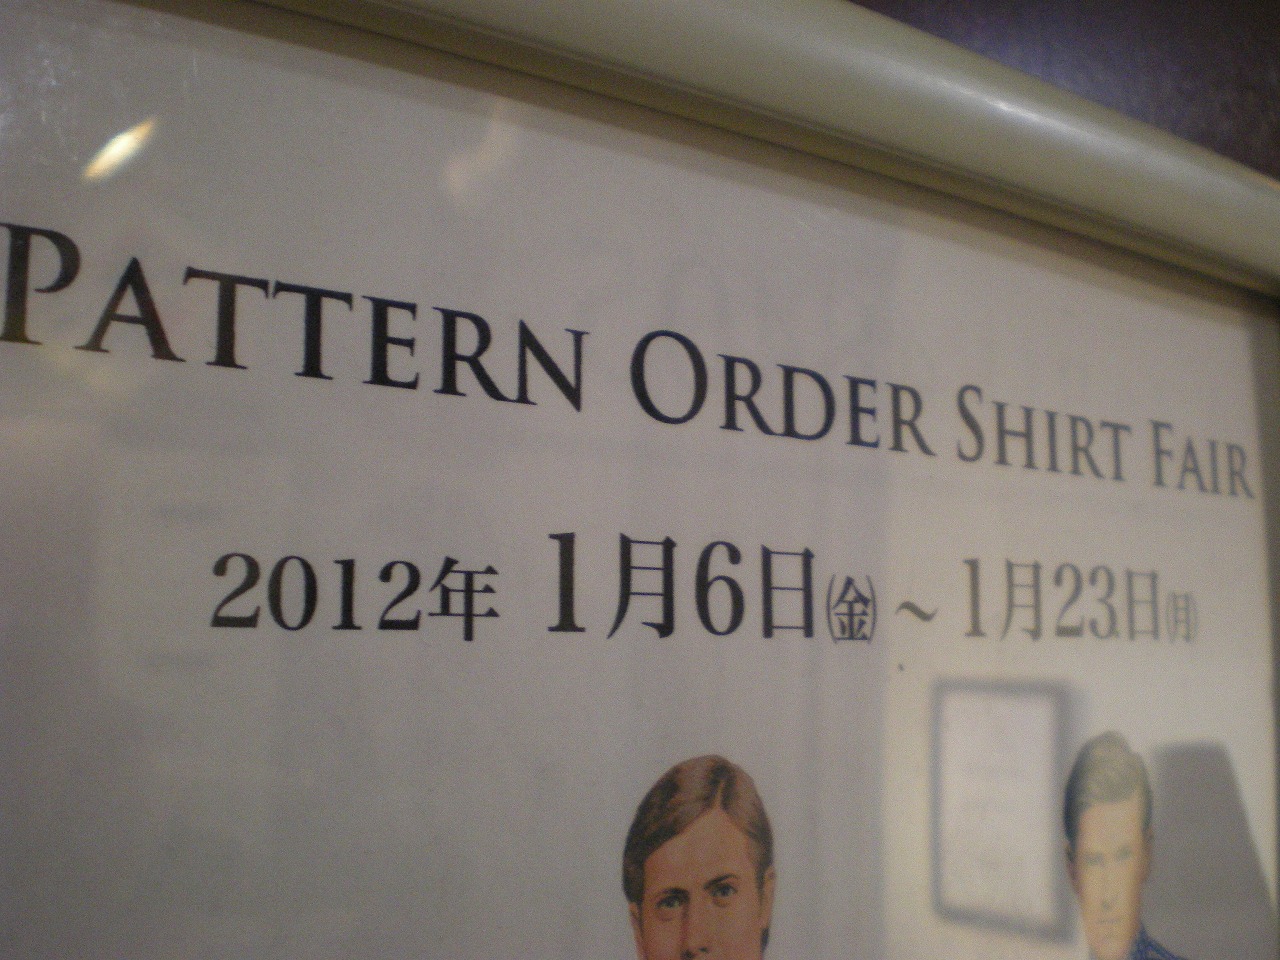 PATTERN ORDER SHIRT FAIR
2012年 1月6日(金)~1月23日(月)